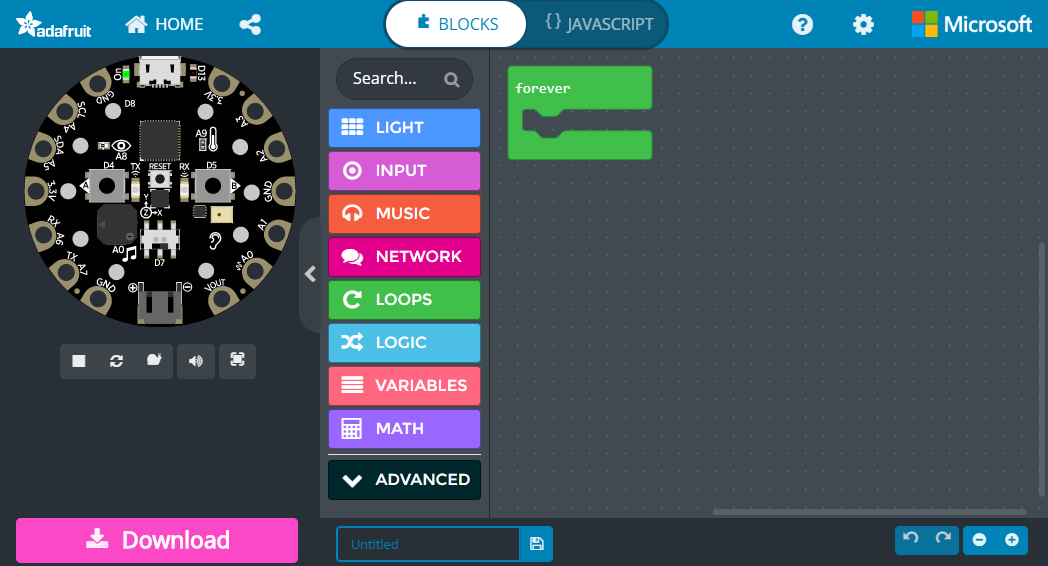 adafruit
HOME
BLOCKS
{} JAVASCRIPT
Microsoft
ON
D13
GND
D8
3.3V
SCL
A4
A9
A3
SDA
A5
A8
A2
D4
TX
RESET
RX
D5
3.3V
A
B
GND
Y
Z
X
RX
A6
A0
D7
A1
TX
A7
A0
GND
VOUT
Search...
LIGHT
INPUT
MUSIC
NETWORK
LOOPS
LOGIC
VARIABLES
MATH
ADVANCED
forever
Download
Untitled